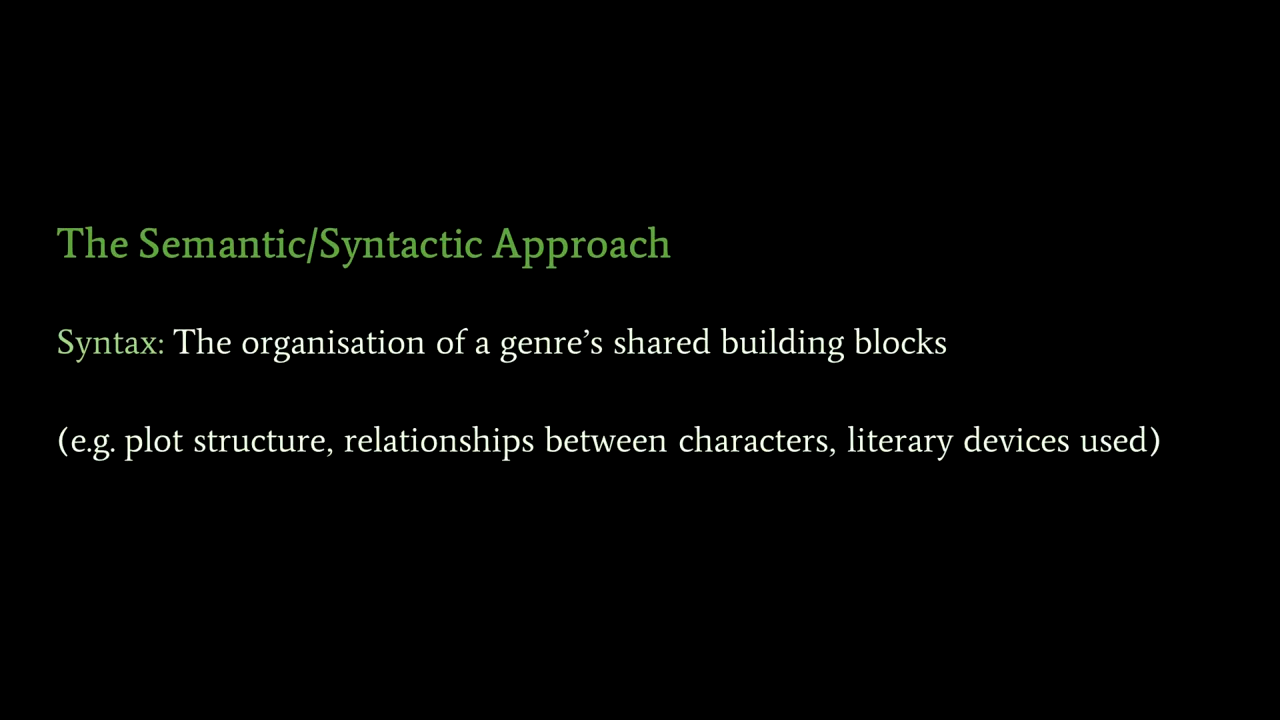 The Semantic/Syntactic Approach
Syntax: The organisation of a genre’s shared building blocks
(e.g. plot structure, relationships between characters, literary devices used)